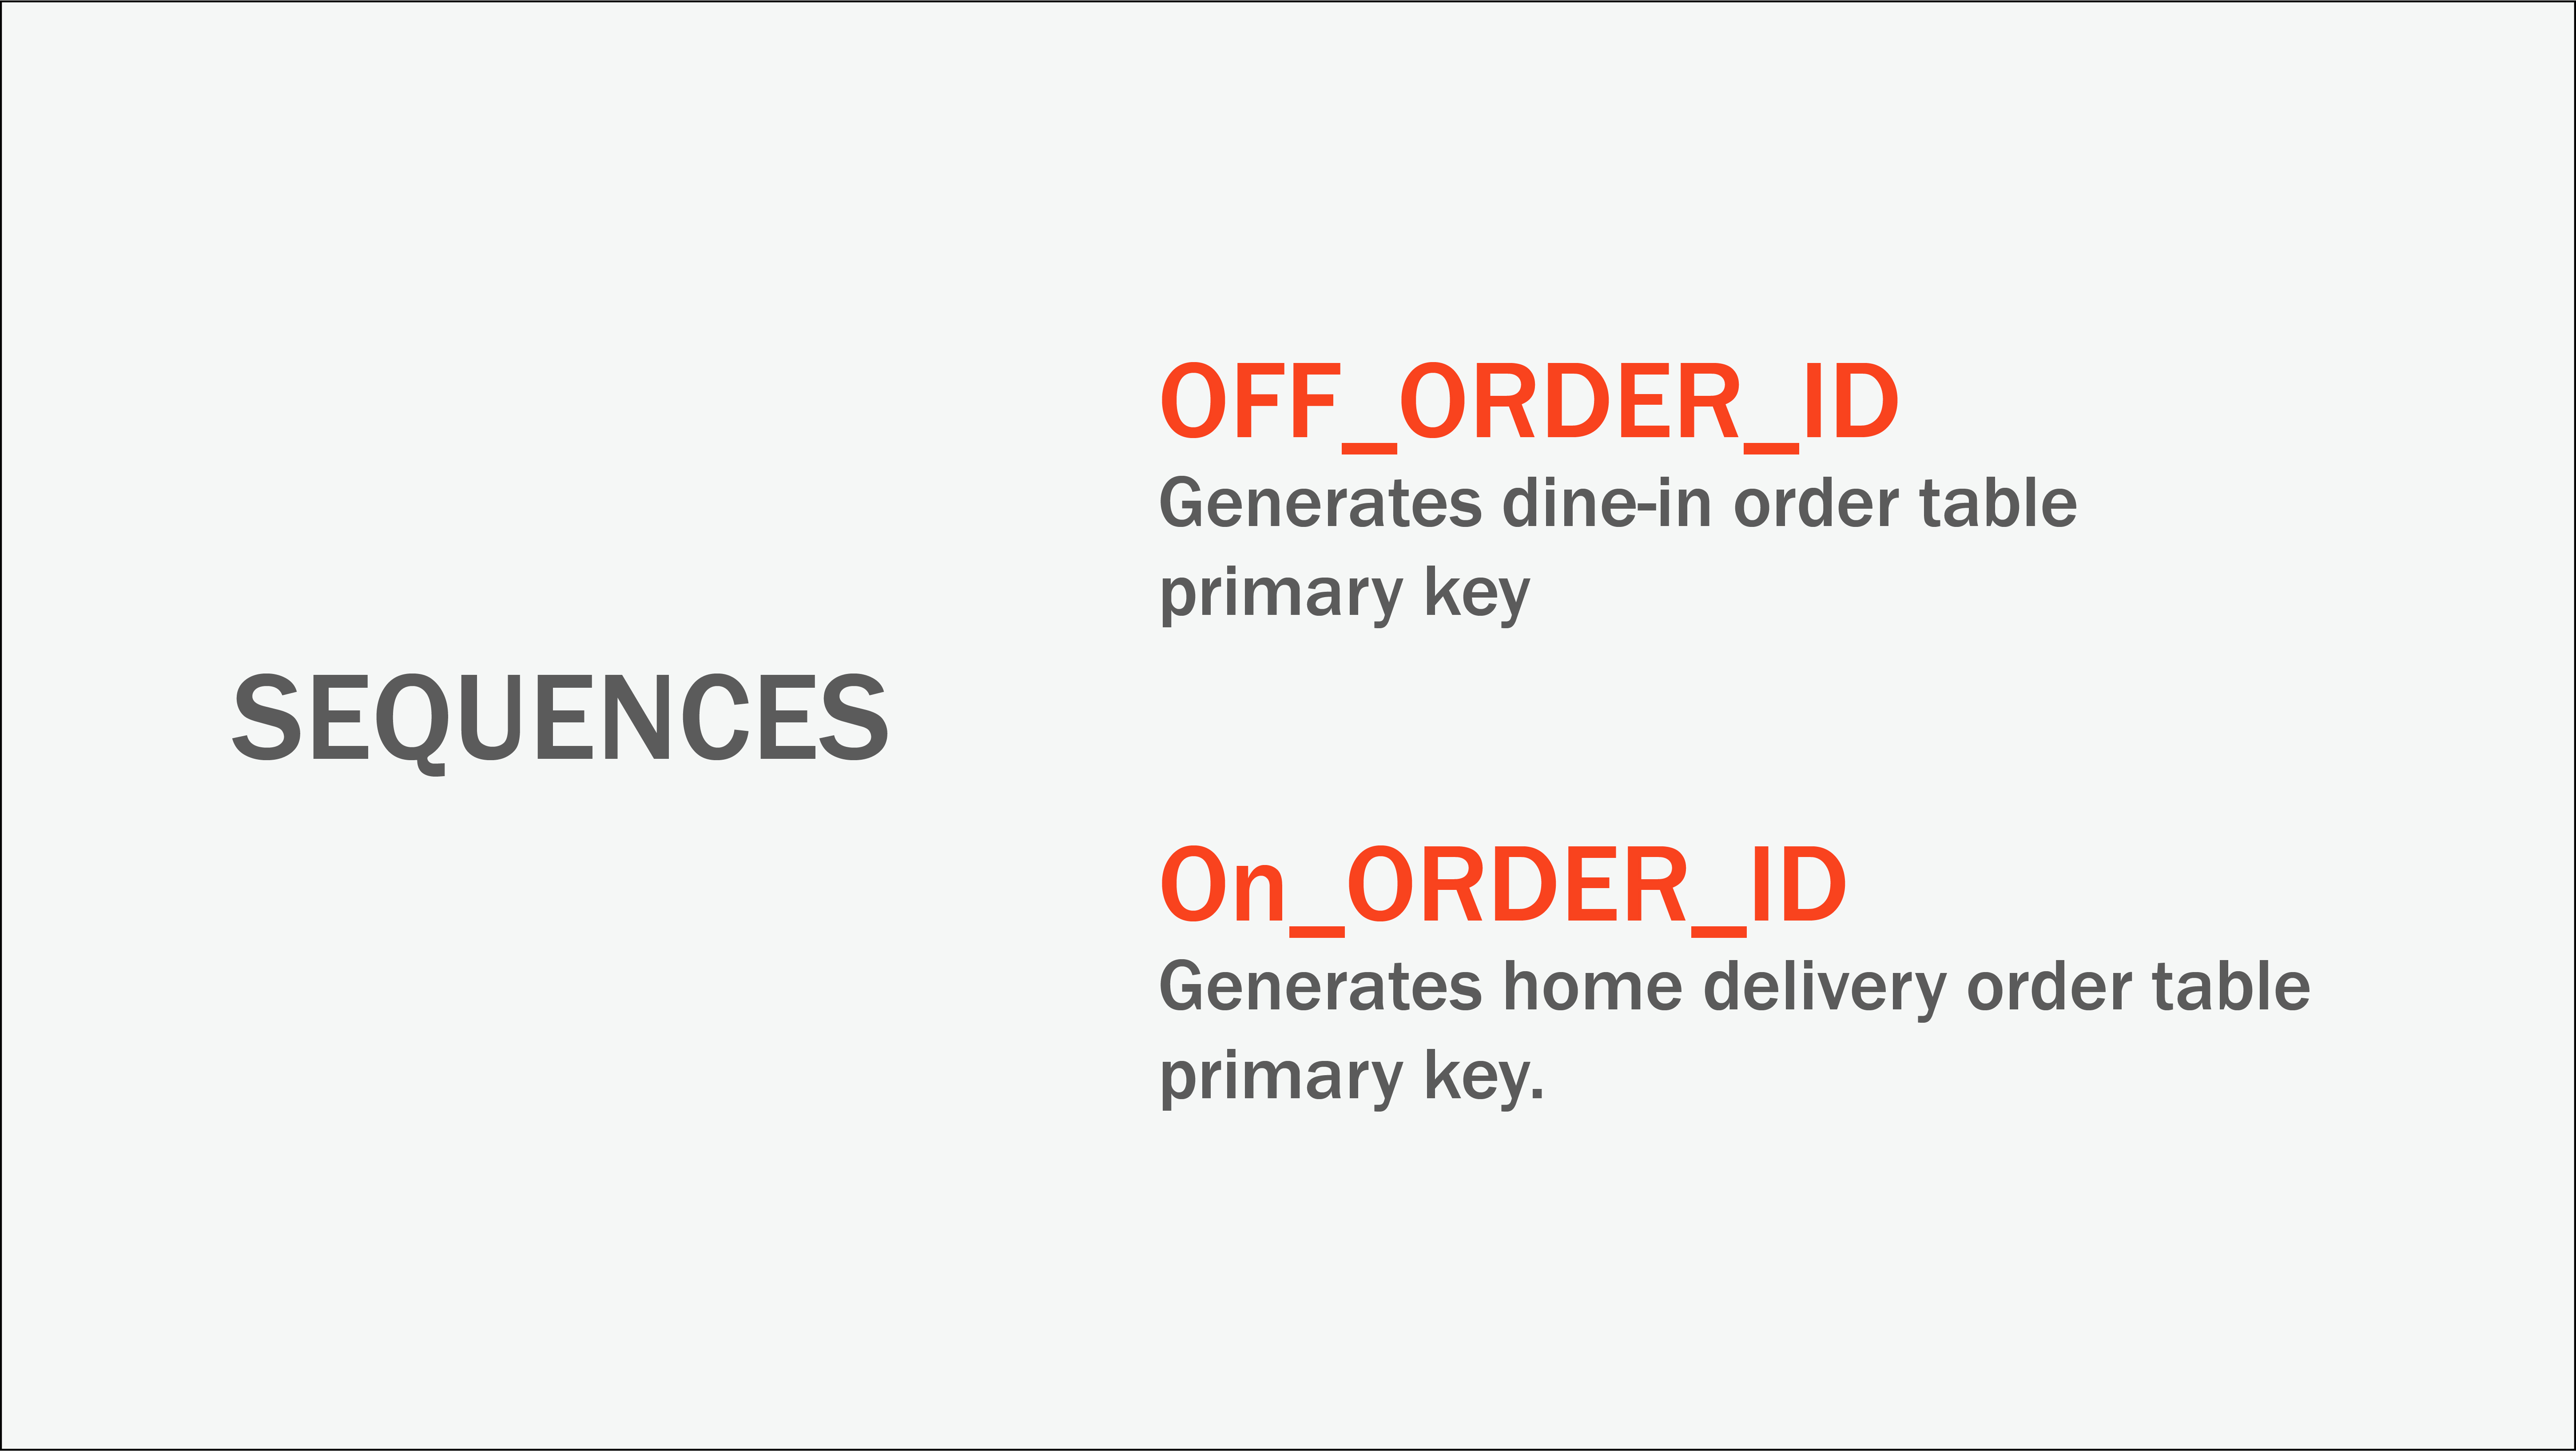 SEQUENCES
OFF_ORDER_ID
Generates dine-in order table
primary key
On_ORDER_ID
Generates home delivery order table
primary key.